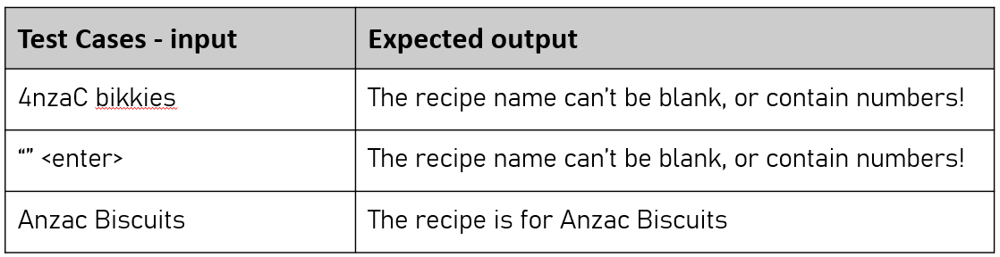 Test Cases - input
Expected output
4nzaC bikkies
The recipe name can’t be blank, or contain numbers!
“” <enter>
The recipe name can’t be blank, or contain numbers!
Anzac Biscuits
The recipe is for Anzac Biscuits